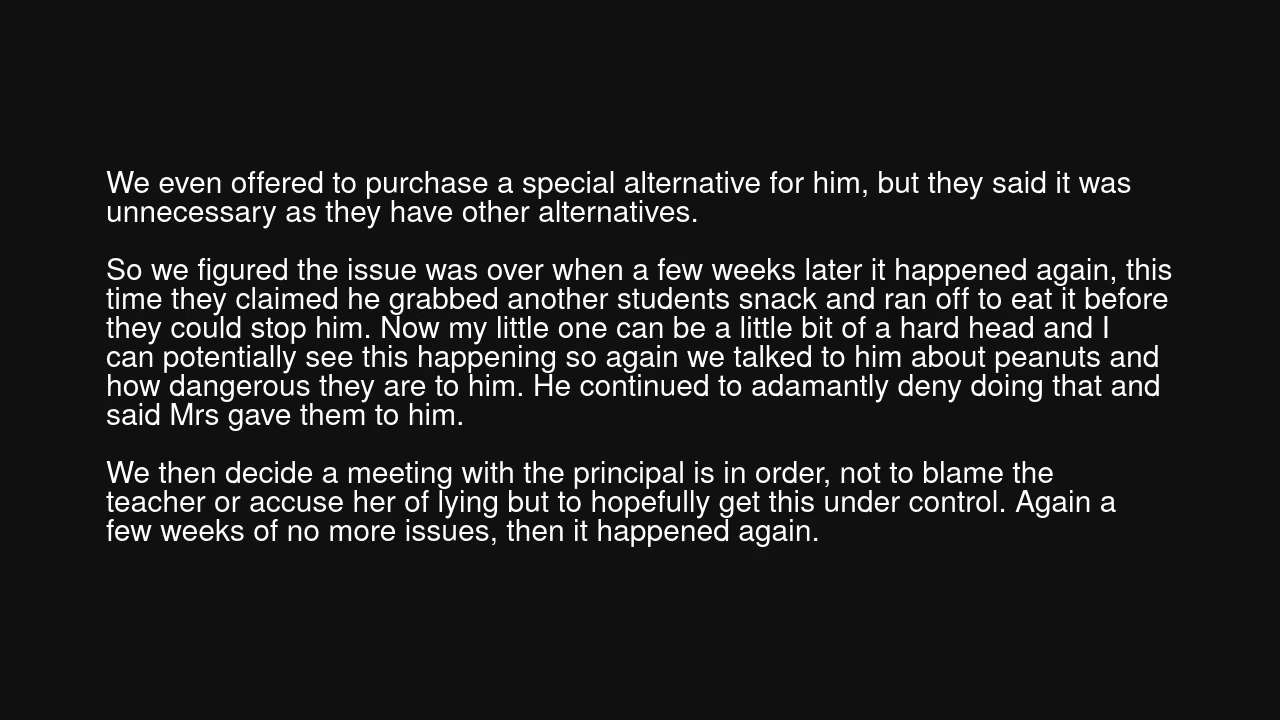 We even offered to purchase a special alternative for him, but they said it was
unnecessary as they have other alternatives.
So we figured the issue was over when a few weeks later it happened again, this
time they claimed he grabbed another students snack and ran off to eat it before
they could stop him. Now my little one can be a little bit of a hard head and I
can potentially see this happening so again we talked to him about peanuts and
how dangerous they are to him. He continued to adamantly deny doing that and
said Mrs gave them to him.
We then decide a meeting with the principal is in order, not to blame the
teacher or accuse her of lying but to hopefully get this under control. Again a
few weeks of no more issues, then it happened again.